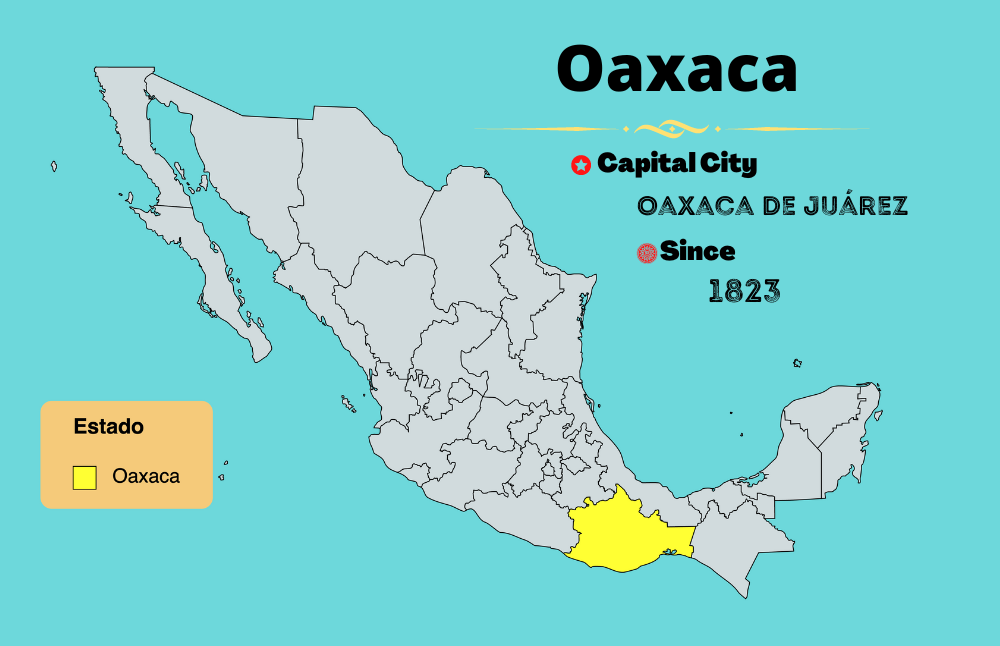 Oaxaca
Capital City
OAXACA DE JUÁREZ
Since
1823
Estado
Oaxaca